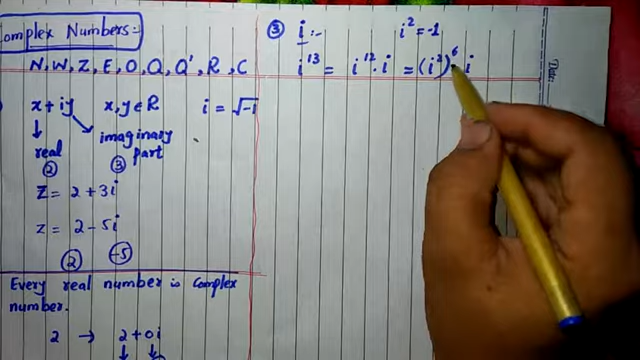 Complex Numbers:-
N, W, Z, E, O, Q, Q', R, C
x + iy x, y ∈ R i = √-i
real imaginary part
② ③
Z = 2 + 3i
z = 2 - 5i
② -5
Every real number is complex
number.
2 → 2 + 0i
③ i :- i² = -1
i¹³ = i¹² · i = (i²)⁶ · i
Date: